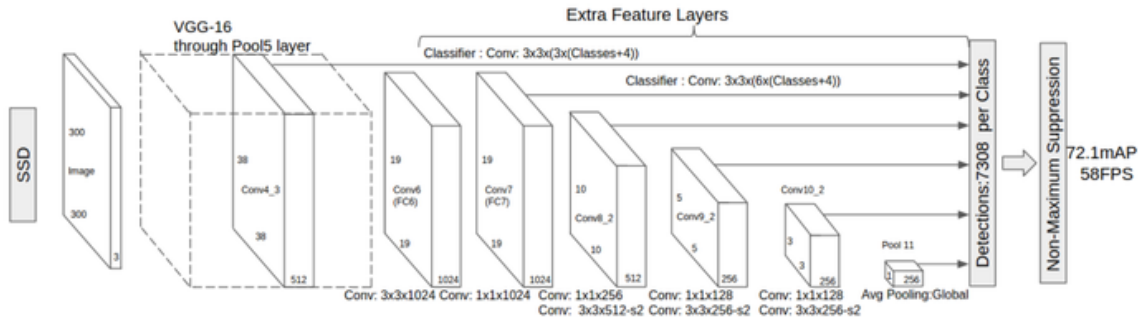 Extra Feature Layers
VGG-16
through Pool5 layer
Classifier : Conv: 3x3x(3x(Classes+4))
Classifier : Conv: 3x3x(6x(Classes+4))
SSD
300
Image
300
3
38
Conv4_3
38
512
19
Conv6
(FC6)
19
1024
19
Conv7
(FC7)
19
1024
10
Conv8_2
10
512
5
Conv9_2
5
256
Conv10_2
3
3
256
Pool 11
1
256
Detections:7308 per Class
Non-Maximum Suppression
72.1mAP
58FPS
Conv: 3x3x1024
Conv: 1x1x1024
Conv: 1x1x256
Conv: 3x3x512-s2
Conv: 1x1x128
Conv: 3x3x256-s2
Conv: 1x1x128
Conv: 3x3x256-s2
Avg Pooling:Global